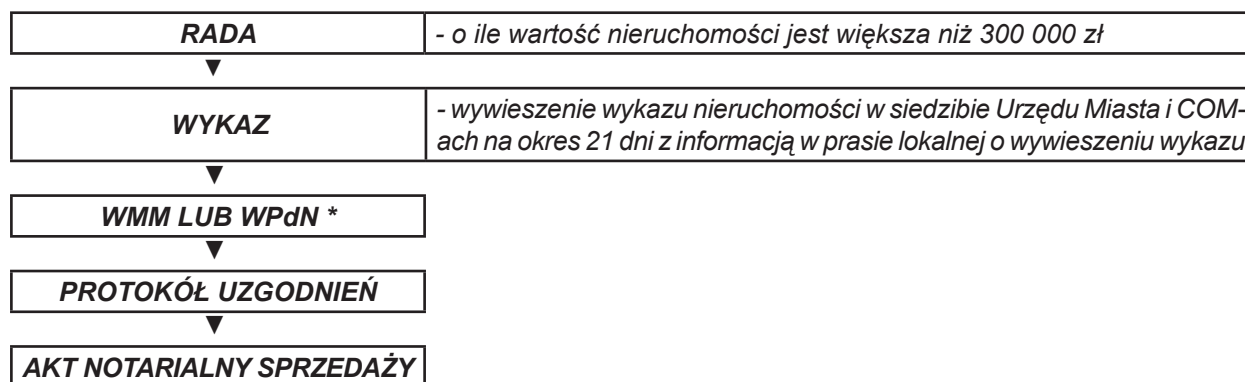 RADA - o ile wartość nieruchomości jest większa niż 300 000 zł
▼
WYKAZ - wywieszenie wykazu nieruchomości w siedzibie Urzędu Miasta i COM-
ach na okres 21 dni z informacją w prasie lokalnej o wywieszeniu wykazu
▼
WMM LUB WPdN *
▼
PROTOKÓŁ UZGODNIEŃ
▼
AKT NOTARIALNY SPRZEDAŻY